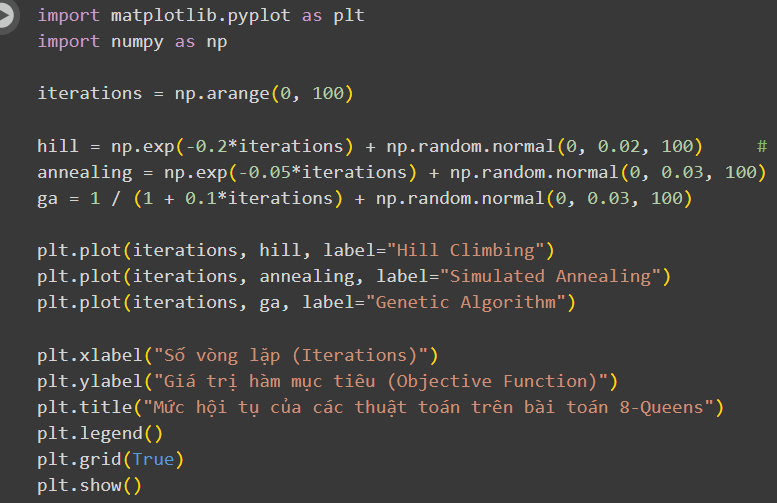 import matplotlib.pyplot as plt
import numpy as np
iterations = np.arange(0, 100)
hill = np.exp(-0.2*iterations) + np.random.normal(0, 0.02, 100) #
annealing = np.exp(-0.05*iterations) + np.random.normal(0, 0.03, 100)
ga = 1 / (1 + 0.1*iterations) + np.random.normal(0, 0.03, 100)
plt.plot(iterations, hill, label="Hill Climbing")
plt.plot(iterations, annealing, label="Simulated Annealing")
plt.plot(iterations, ga, label="Genetic Algorithm")
plt.xlabel("Số vòng lặp (Iterations)")
plt.ylabel("Giá trị hàm mục tiêu (Objective Function)")
plt.title("Mức hội tụ của các thuật toán trên bài toán 8-Queens")
plt.legend()
plt.grid(True)
plt.show()